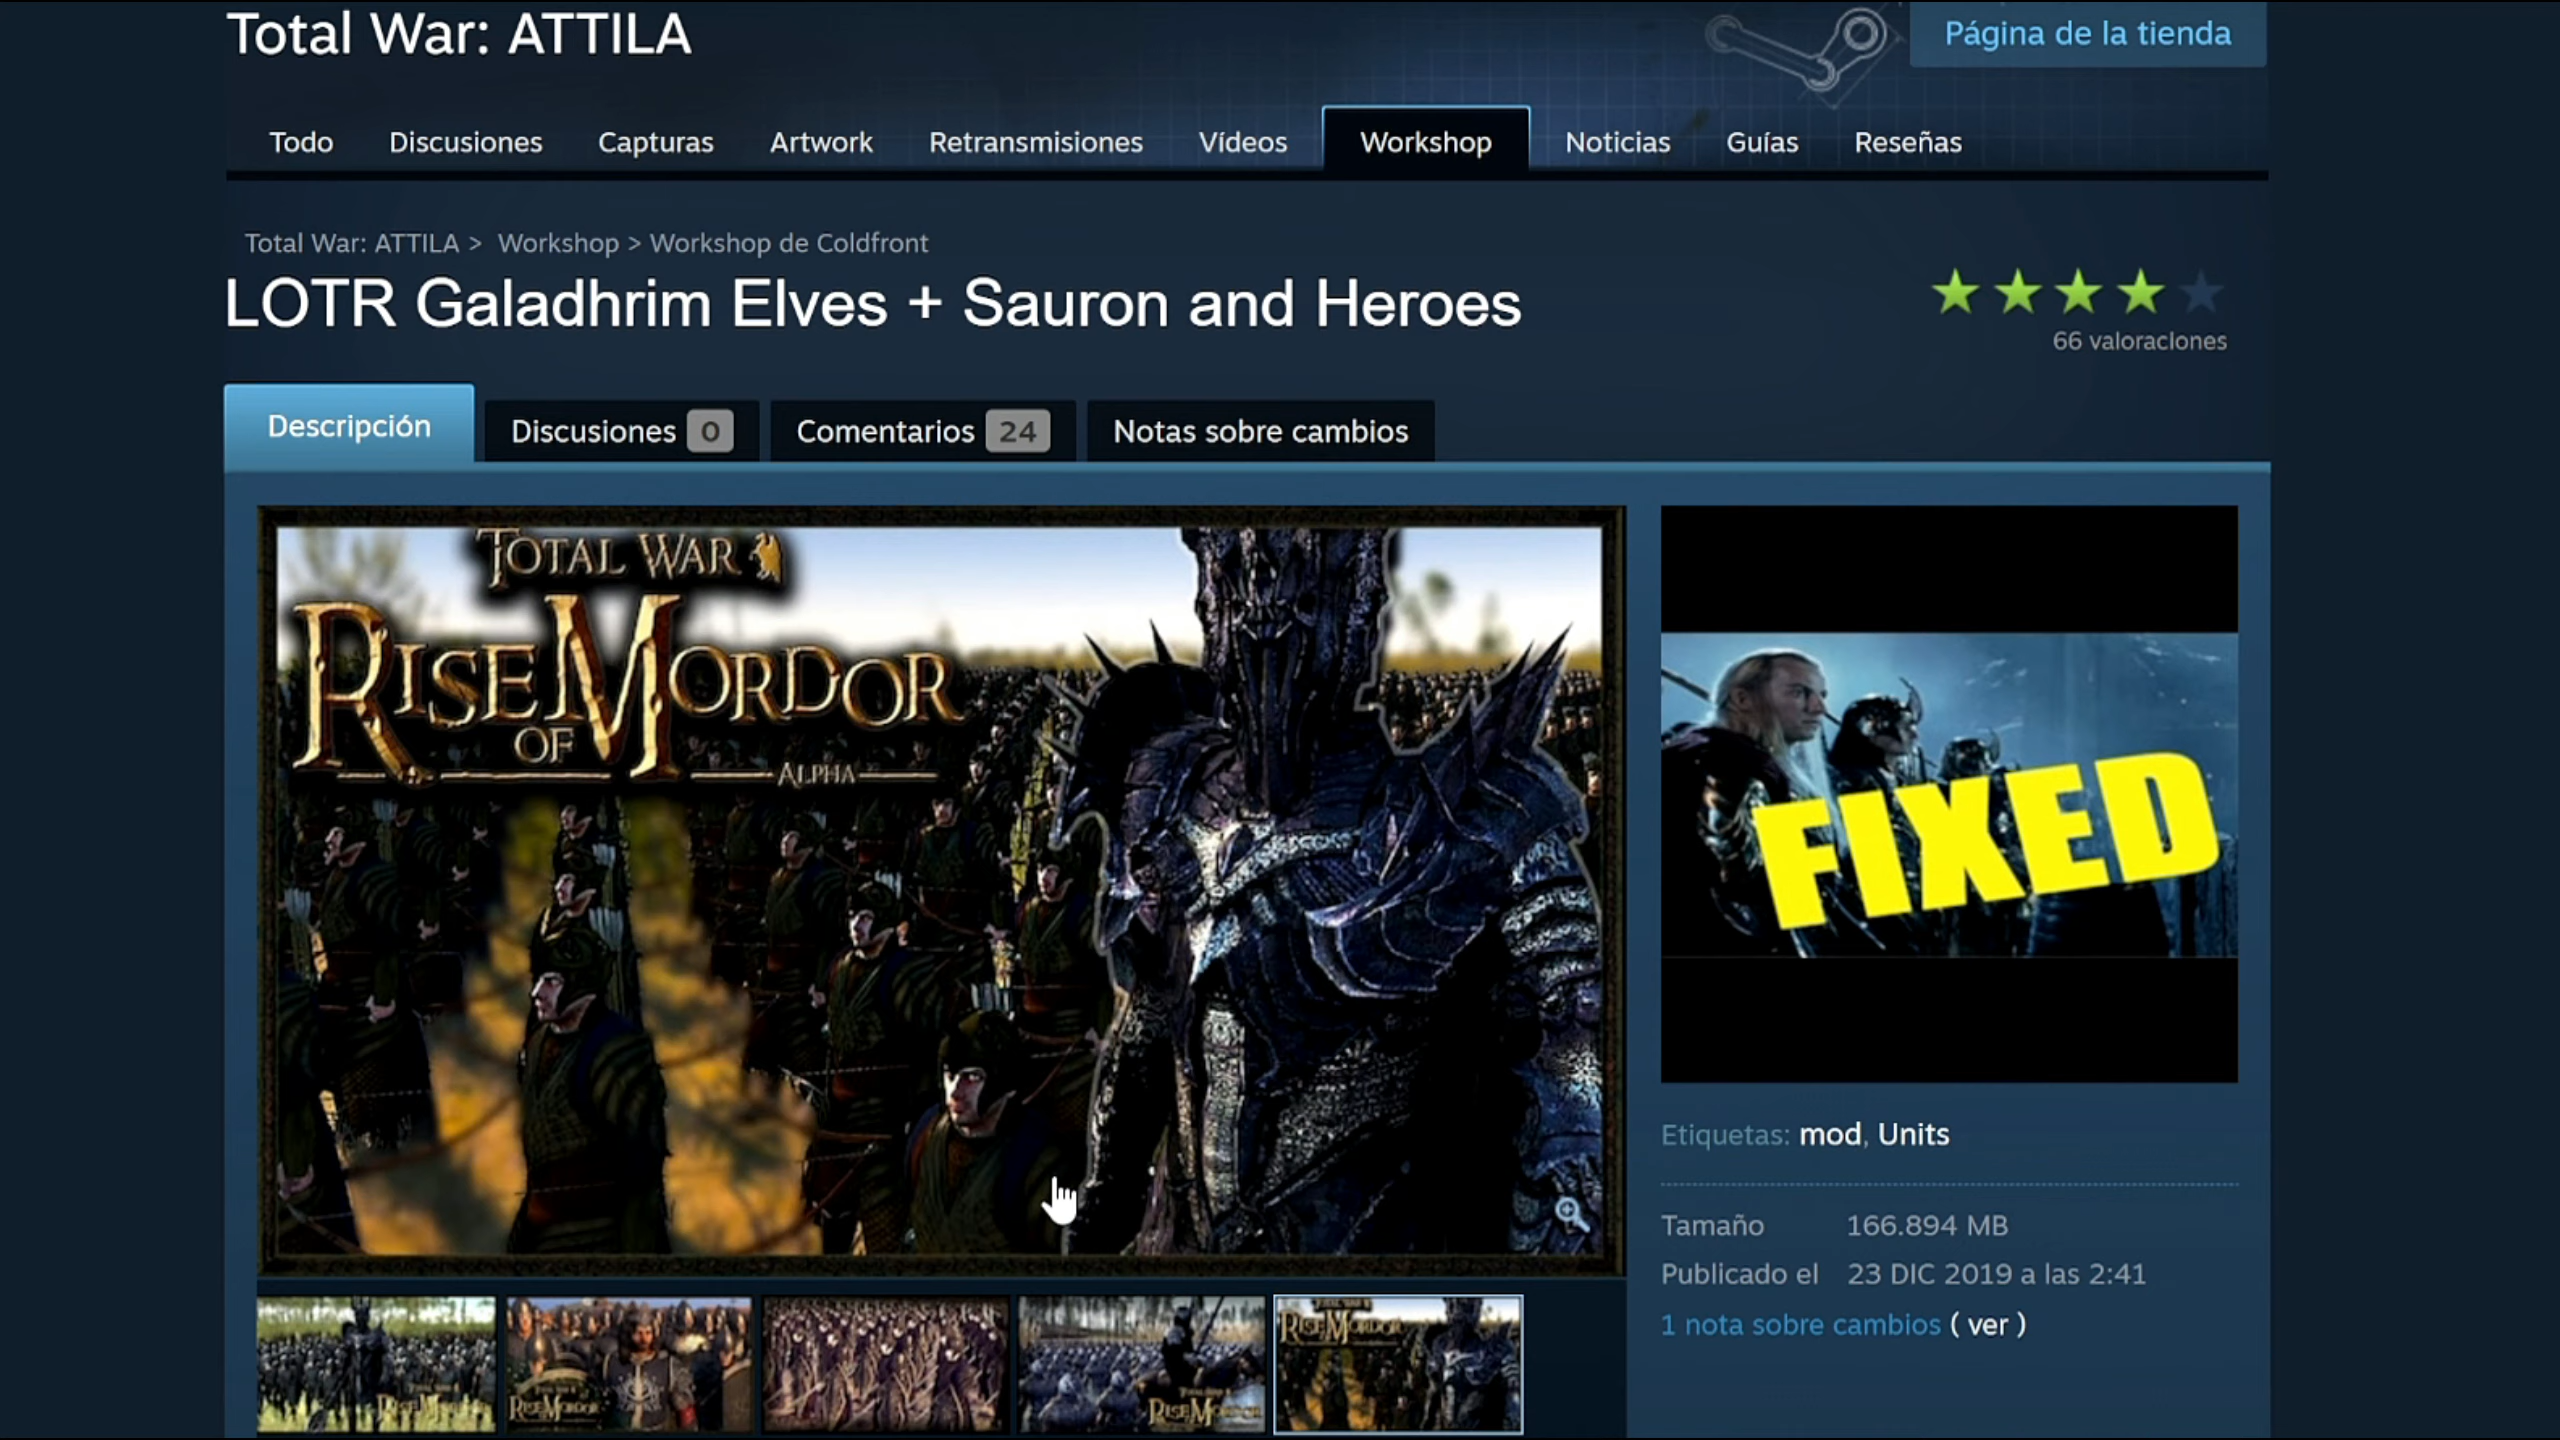 Total War: ATTILA
Página de la tienda
Todo Discusiones Capturas Artwork Retransmisiones Vídeos Workshop Noticias Guías Reseñas
Total War: ATTILA > Workshop > Workshop de Coldfront
LOTR Galadhrim Elves + Sauron and Heroes
66 valoraciones
Descripción Discusiones 0 Comentarios 24 Notas sobre cambios
TOTAL WAR
RISE OF MORDOR
ALPHA
FIXED
Etiquetas: mod, Units
Tamaño 166.894 MB
Publicado el 23 DIC 2019 a las 2:41
1 nota sobre cambios ( ver )
RISE OF MORDOR